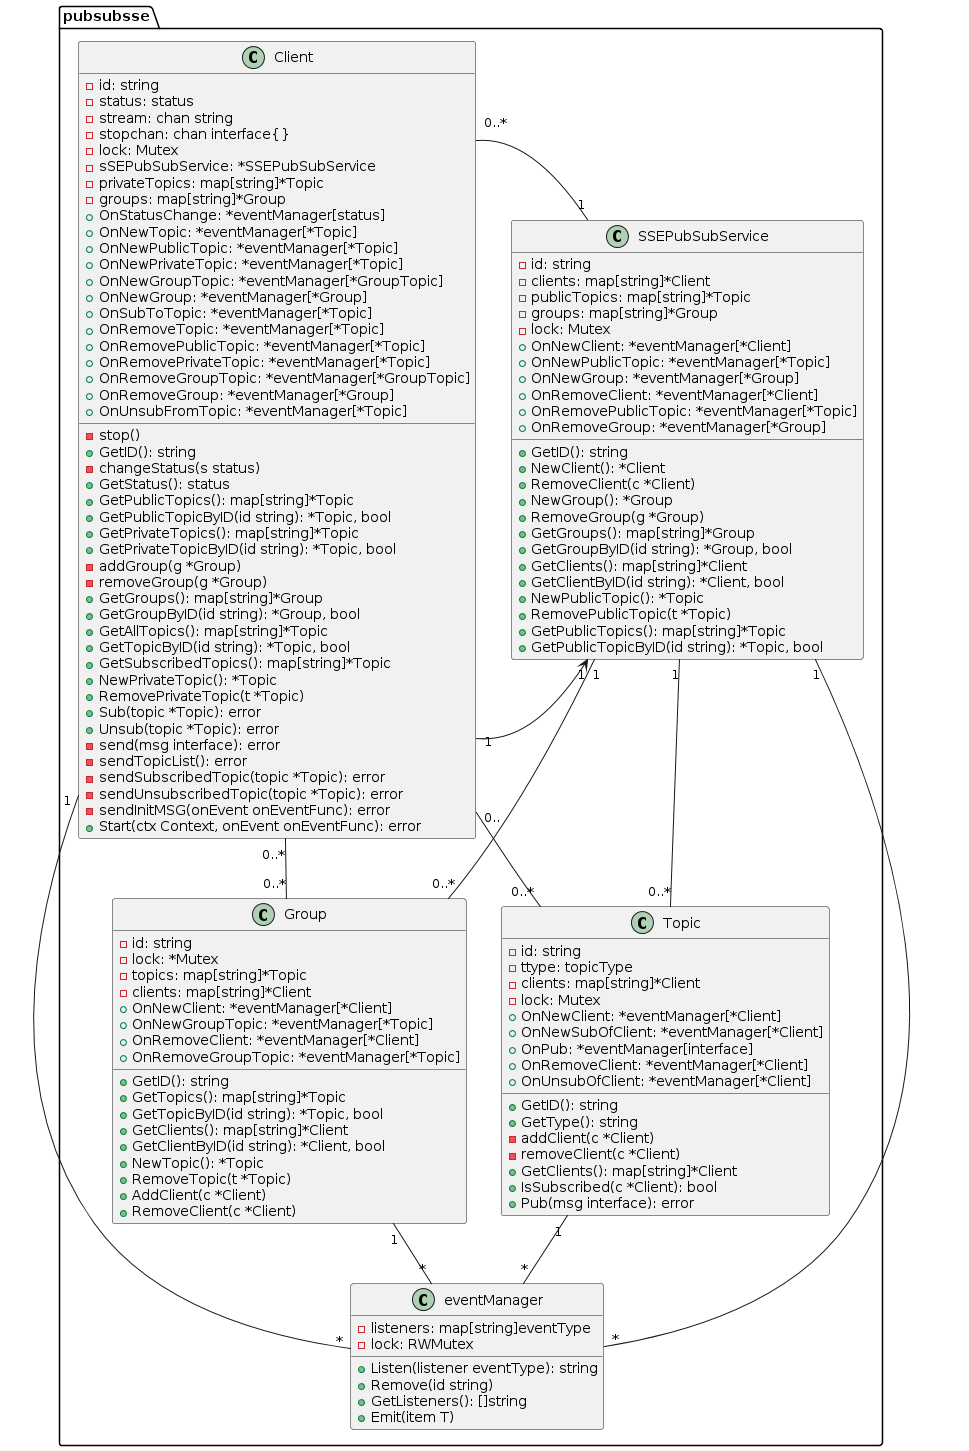 pubsubsse
C Client
id: string
status: status
stream: chan string
stopchan: chan interface{}
lock: Mutex
sSEPubSubService: *SSEPubSubService
privateTopics: map[string]*Topic
groups: map[string]*Group
OnStatusChange: *eventManager[status]
OnNewTopic: *eventManager[*Topic]
OnNewPublicTopic: *eventManager[*Topic]
OnNewPrivateTopic: *eventManager[*Topic]
OnNewGroupTopic: *eventManager[*GroupTopic]
OnNewGroup: *eventManager[*Group]
OnSubToTopic: *eventManager[*Topic]
OnRemoveTopic: *eventManager[*Topic]
OnRemovePublicTopic: *eventManager[*Topic]
OnRemovePrivateTopic: *eventManager[*Topic]
OnRemoveGroupTopic: *eventManager[*GroupTopic]
OnRemoveGroup: *eventManager[*Group]
OnUnsubFromTopic: *eventManager[*Topic]
stop()
GetID(): string
changeStatus(s status)
GetStatus(): status
GetPublicTopics(): map[string]*Topic
GetPublicTopicByID(id string): *Topic, bool
GetPrivateTopics(): map[string]*Topic
GetPrivateTopicByID(id string): *Topic, bool
addGroup(g *Group)
removeGroup(g *Group)
GetGroups(): map[string]*Group
GetGroupByID(id string): *Group, bool
GetAllTopics(): map[string]*Topic
GetTopicByID(id string): *Topic, bool
GetSubscribedTopics(): map[string]*Topic
NewPrivateTopic(): *Topic
RemovePrivateTopic(t *Topic)
Sub(topic *Topic): error
Unsub(topic *Topic): error
send(msg interface): error
sendTopicList(): error
sendSubscribedTopic(topic *Topic): error
sendUnsubscribedTopic(topic *Topic): error
sendInitMSG(onEvent onEventFunc): error
Start(ctx Context, onEvent onEventFunc): error
0..*
1
C SSEPubSubService
id: string
clients: map[string]*Client
publicTopics: map[string]*Topic
groups: map[string]*Group
lock: Mutex
OnNewClient: *eventManager[*Client]
OnNewPublicTopic: *eventManager[*Topic]
OnNewGroup: *eventManager[*Group]
OnRemoveClient: *eventManager[*Client]
OnRemovePublicTopic: *eventManager[*Topic]
OnRemoveGroup: *eventManager[*Group]
GetID(): string
NewClient(): *Client
RemoveClient(c *Client)
NewGroup(): *Group
RemoveGroup(g *Group)
GetGroups(): map[string]*Group
GetGroupByID(id string): *Group, bool
GetClients(): map[string]*Client
GetClientByID(id string): *Client, bool
NewPublicTopic(): *Topic
RemovePublicTopic(t *Topic)
GetPublicTopics(): map[string]*Topic
GetPublicTopicByID(id string): *Topic, bool
1 1 1 1
1
1
0..
0..*
0..* 0..* 0..* 0..*
C Group
id: string
lock: *Mutex
topics: map[string]*Topic
clients: map[string]*Client
OnNewClient: *eventManager[*Client]
OnNewGroupTopic: *eventManager[*Topic]
OnRemoveClient: *eventManager[*Client]
OnRemoveGroupTopic: *eventManager[*Topic]
GetID(): string
GetTopics(): map[string]*Topic
GetTopicByID(id string): *Topic, bool
GetClients(): map[string]*Client
GetClientByID(id string): *Client, bool
NewTopic(): *Topic
RemoveTopic(t *Topic)
AddClient(c *Client)
RemoveClient(c *Client)
C Topic
id: string
ttype: topicType
clients: map[string]*Client
lock: Mutex
OnNewClient: *eventManager[*Client]
OnNewSubOfClient: *eventManager[*Client]
OnPub: *eventManager[interface]
OnRemoveClient: *eventManager[*Client]
OnUnsubOfClient: *eventManager[*Client]
GetID(): string
GetType(): string
addClient(c *Client)
removeClient(c *Client)
GetClients(): map[string]*Client
IsSubscribed(c *Client): bool
Pub(msg interface): error
1 1
* *
* *
C eventManager
listeners: map[string]eventType
lock: RWMutex
Listen(listener eventType): string
Remove(id string)
GetListeners(): []string
Emit(item T)